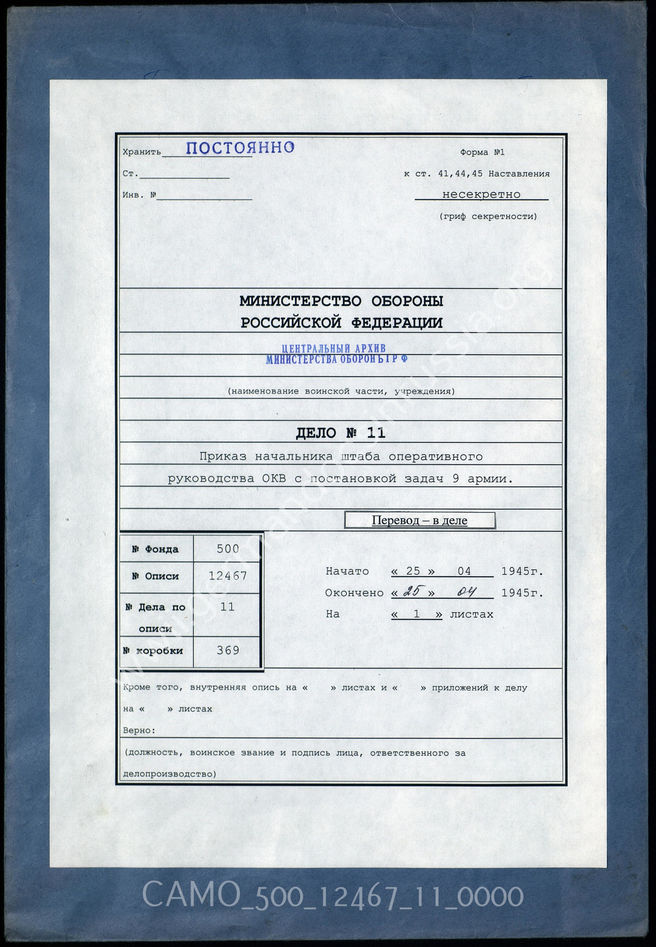 Хранить ПОСТОЯННО
Форма №1
Ст.
к ст. 41,44,45 Наставления
Инв. №
несекретно
(гриф секретности)
МИНИСТЕРСТВО ОБОРОНЫ
РОССИЙСКОЙ ФЕДЕРАЦИИ
ЦЕНТРАЛЬНЫЙ АРХИВ
МИНИСТЕРСТВА ОБОРОНЫ РФ
(наименование воинской части, учреждения)
ДЕЛО № 11
Приказ начальника штаба оперативного
руководства ОКВ с постановкой задач 9 армии.
Перевод – в деле
№ Фонда 500
№ Описи 12467
№ Дела по описи 11
№ коробки 369
Начато « 25 » 04 1945г.
Окончено « 25 » 04 1945г.
На « 1 » листах
Кроме того, внутренняя опись на « » листах и « » приложений к делу
на « » листах
Верно:
(должность, воинское звание и подпись лица, ответственного за
делопроизводство)
CAMO_500_12467_11_0000